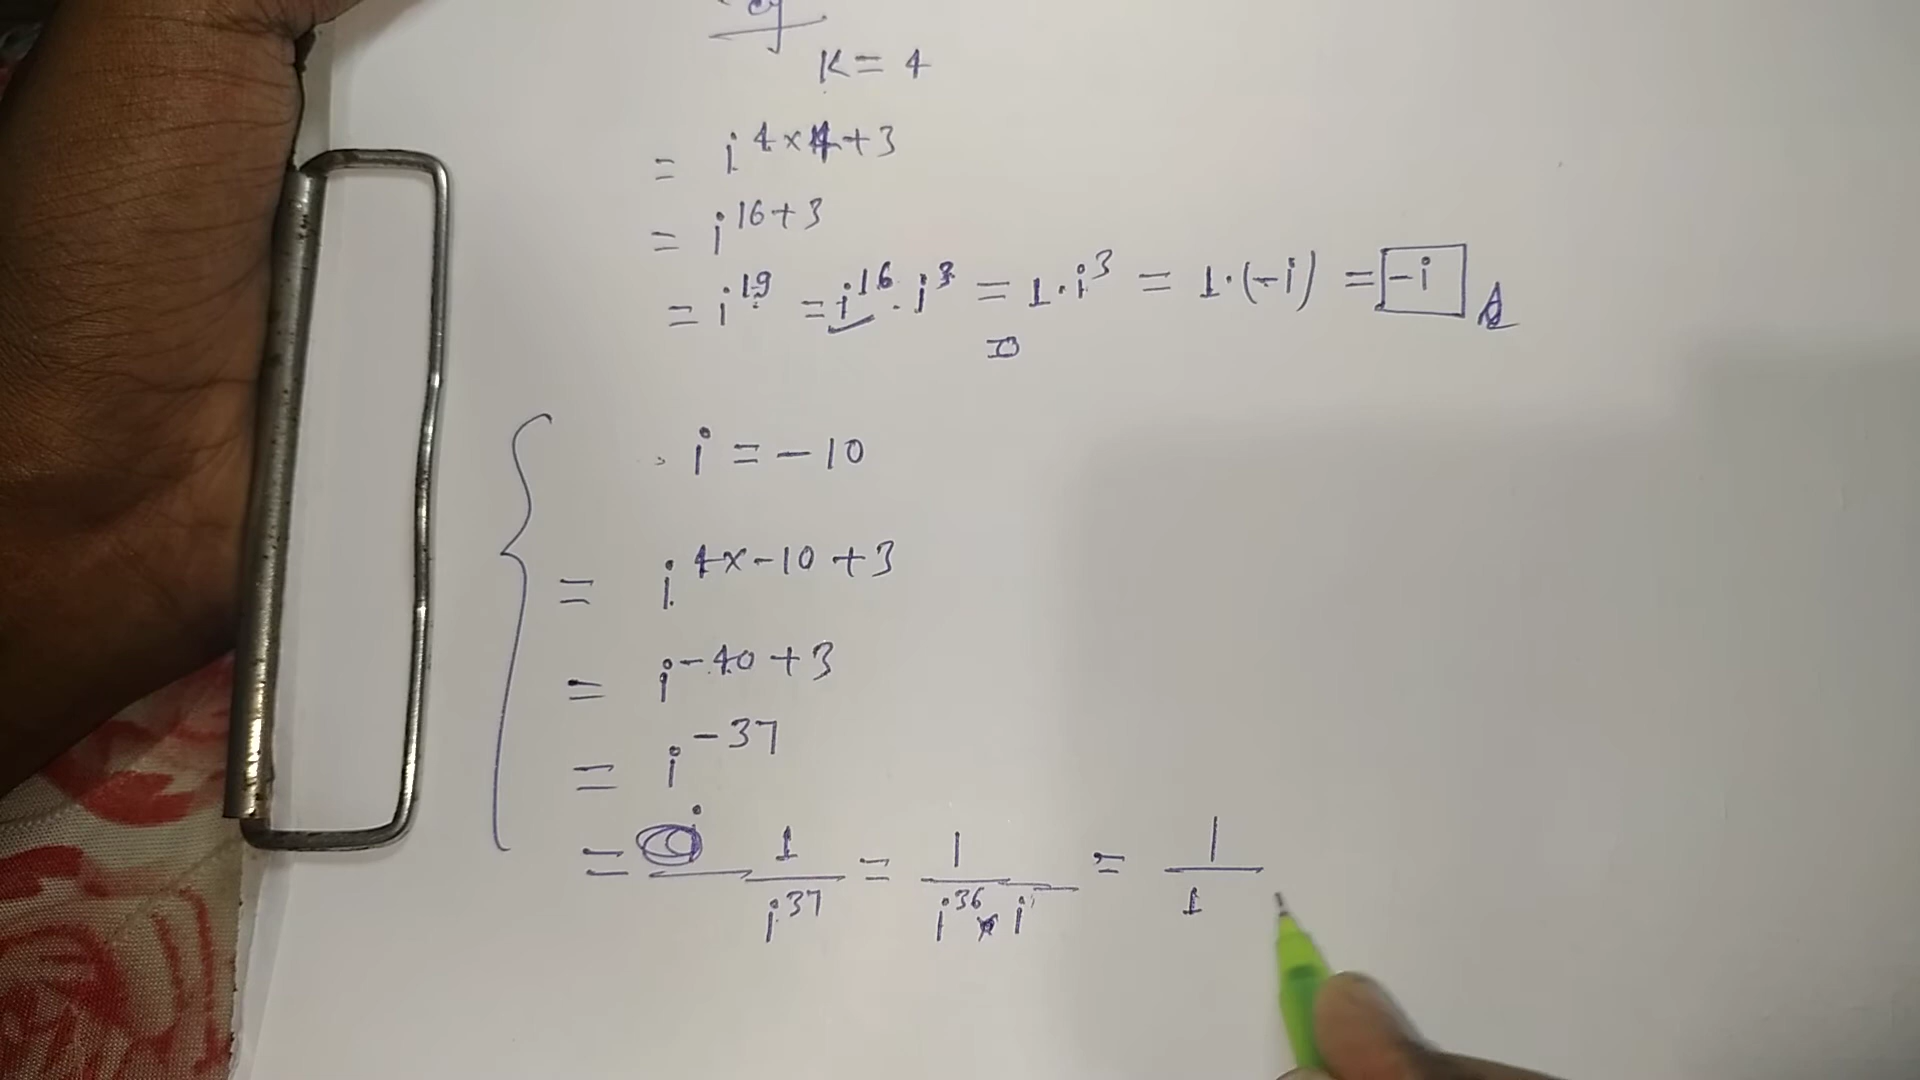 K = 4
= i^{4×4+3}
= i^{16+3}
= i^{19} = i^{16} . i^{3} = 1 . i^{3} = 1 . (-i) = -i
i = - 10
= i^{4×-10+3}
= i^{-40+3}
= i^{-37}
= 1/i^{37} = 1/(i^{36} × i) = 1/1